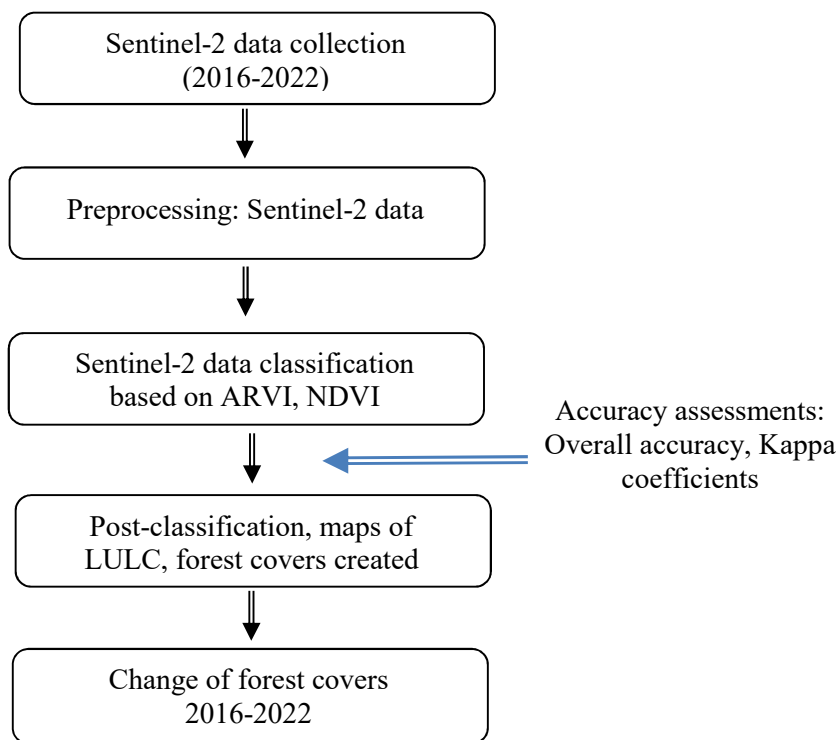 Sentinel-2 data collection
(2016-2022)
Preprocessing: Sentinel-2 data
Sentinel-2 data classification
based on ARVI, NDVI
Accuracy assessments:
Overall accuracy, Kappa
coefficients
Post-classification, maps of
LULC, forest covers created
Change of forest covers
2016-2022